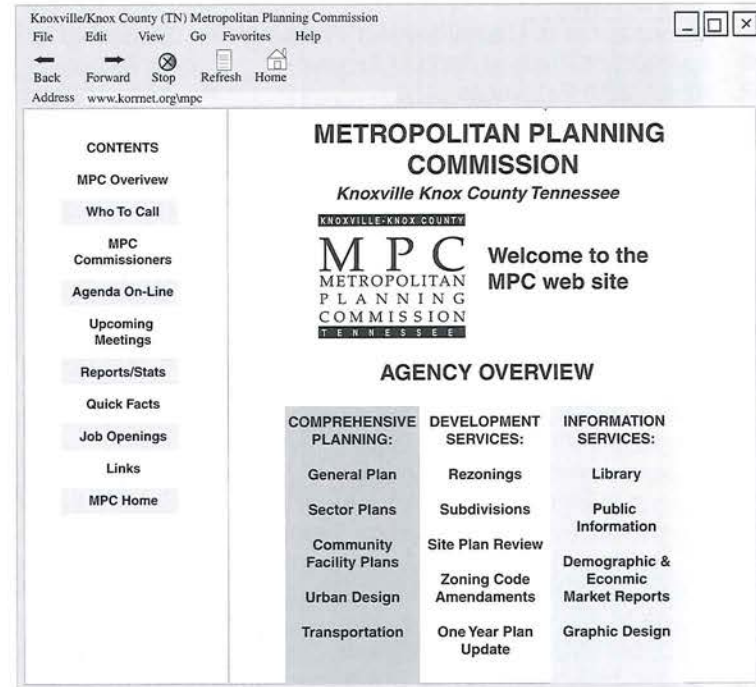 Knoxville/Knox County (TN) Metropolitan Planning Commission
File Edit View Go Favorites Help
Back Forward Stop Refresh Home
Address www.korrnet.org\mpc
CONTENTS
MPC Overivew
Who To Call
MPC
Commissioners
Agenda On-Line
Upcoming
Meetings
Reports/Stats
Quick Facts
Job Openings
Links
MPC Home
METROPOLITAN PLANNING
COMMISSION
Knoxville Knox County Tennessee
KNOXVILLE-KNOX COUNTY
MPC
METROPOLITAN
PLANNING
COMMISSION
TENNESSEE
Welcome to the
MPC web site
AGENCY OVERVIEW
COMPREHENSIVE
PLANNING:
General Plan
Sector Plans
Community
Facility Plans
Urban Design
Transportation
DEVELOPMENT
SERVICES:
Rezonings
Subdivisions
Site Plan Review
Zoning Code
Amendaments
One Year Plan
Update
INFORMATION
SERVICES:
Library
Public
Information
Demographic &
Econmic
Market Reports
Graphic Design